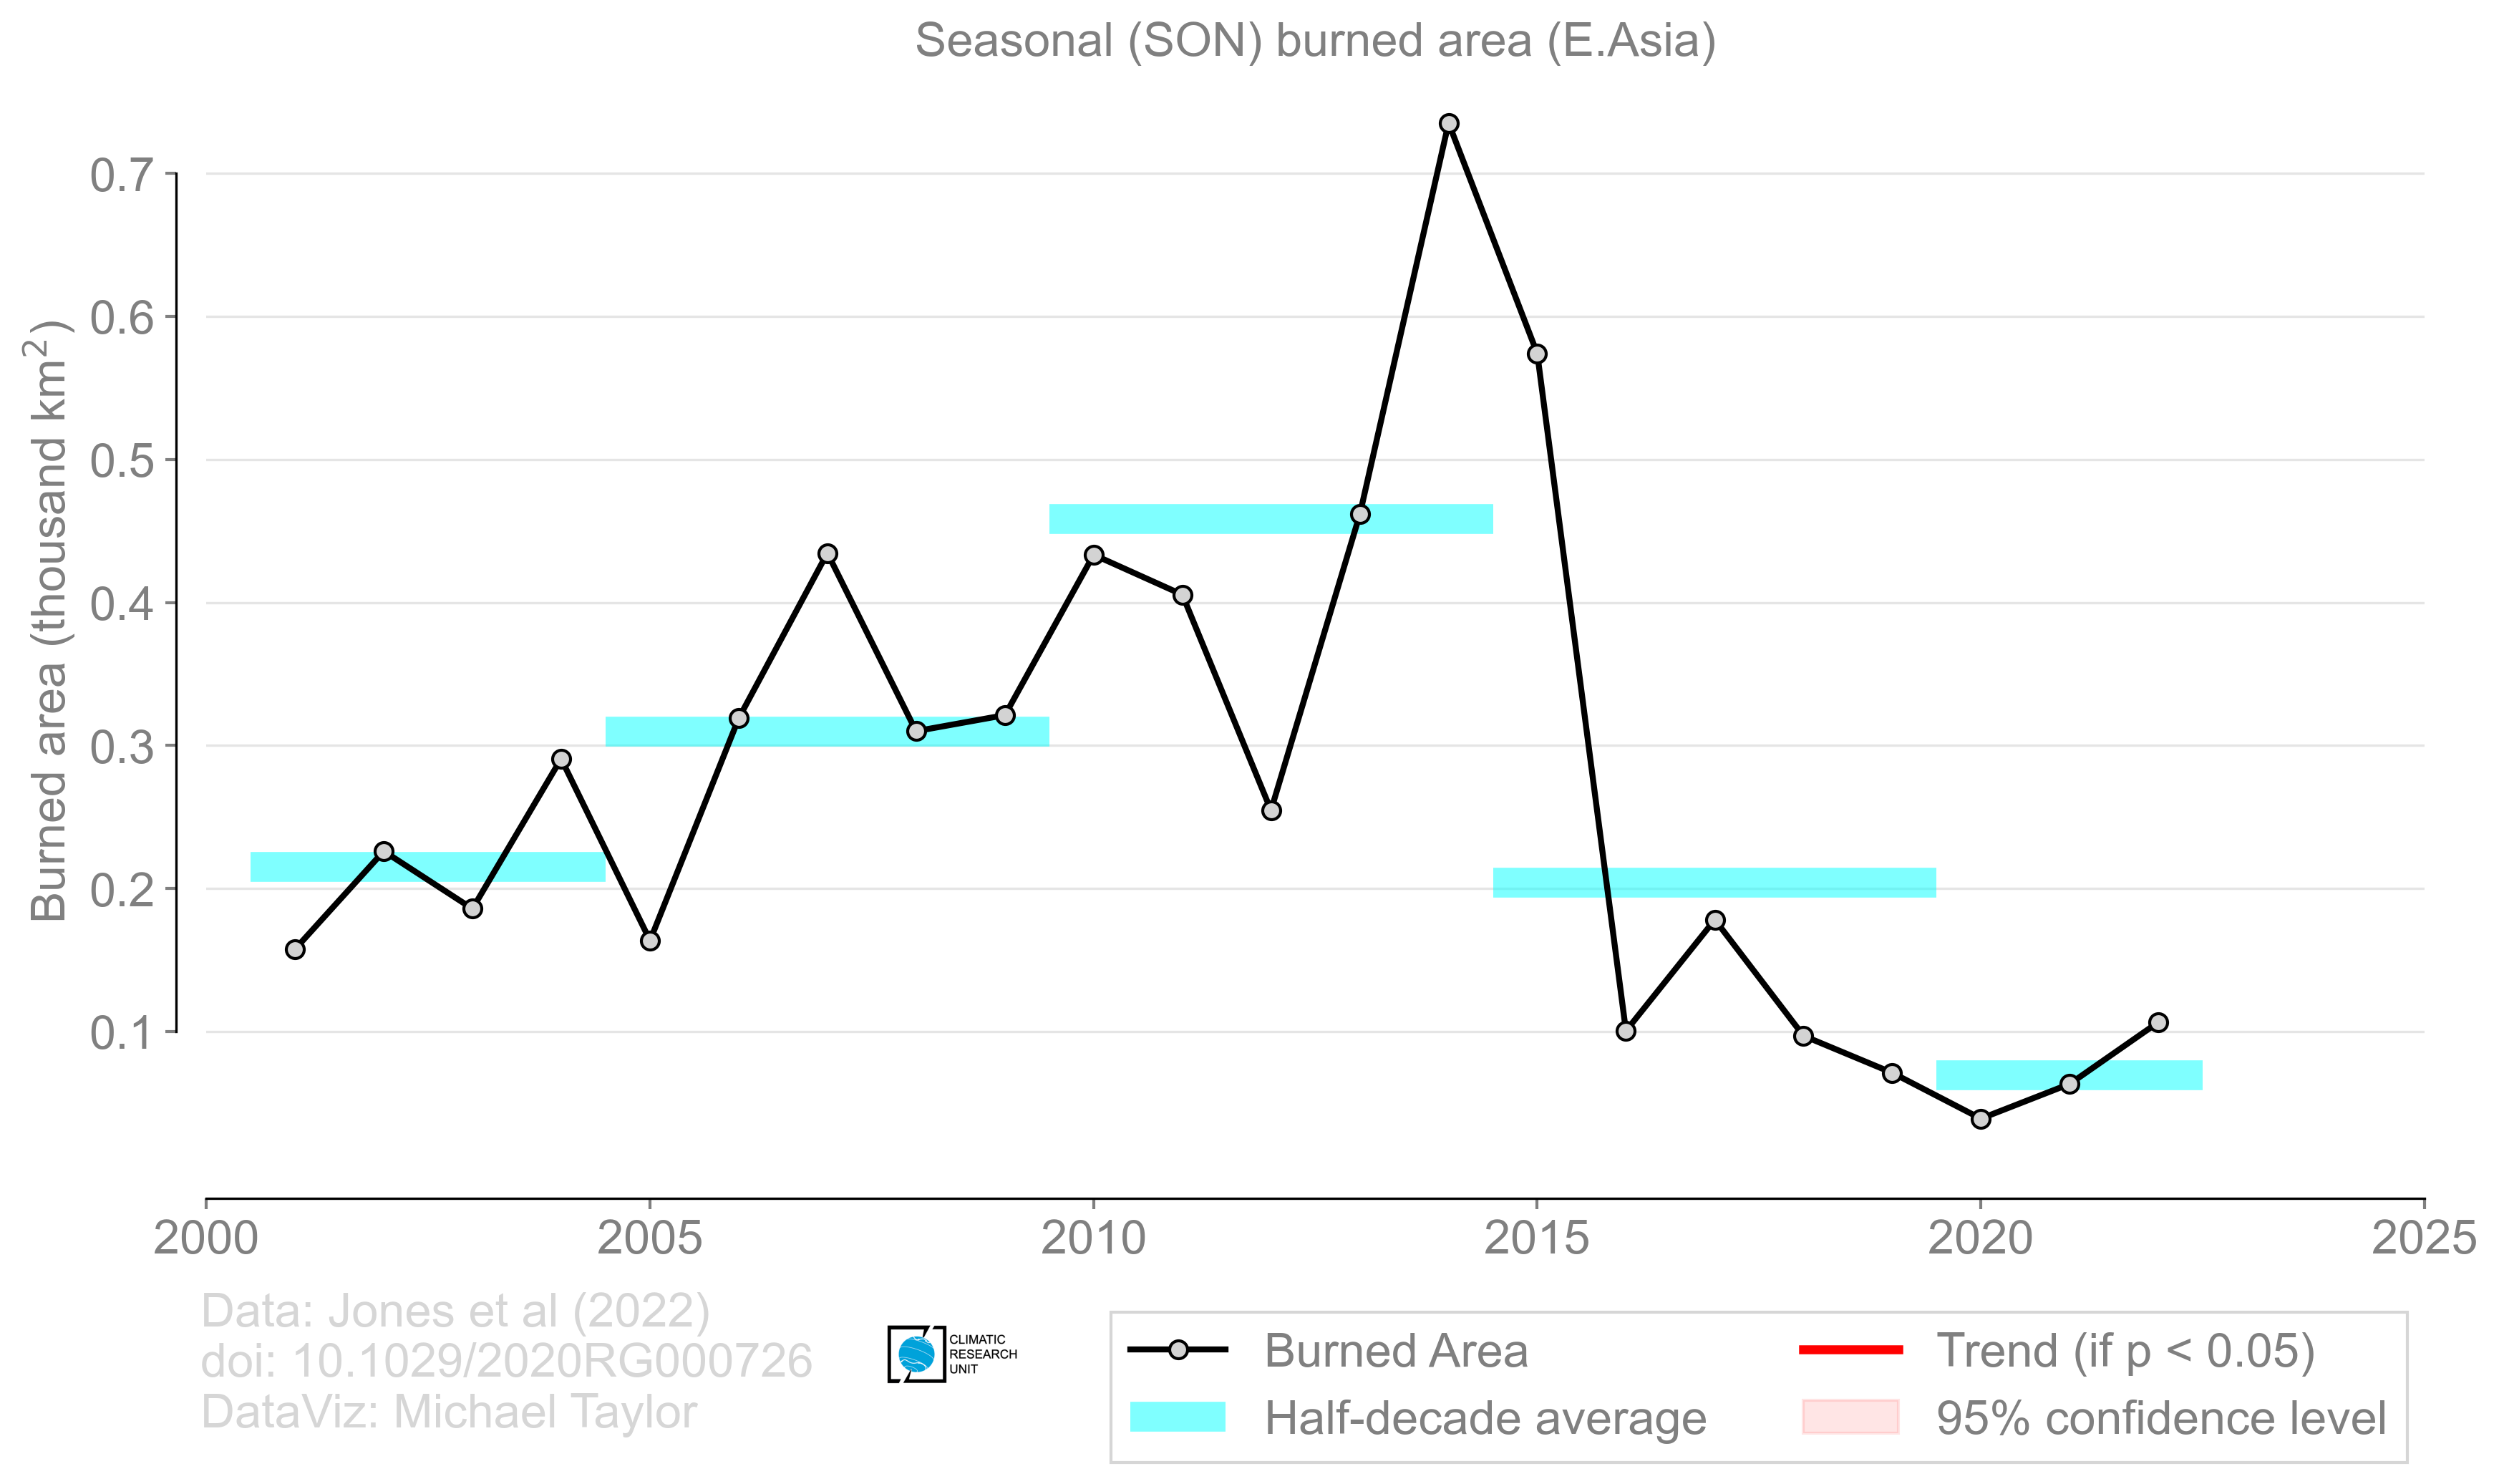 Seasonal (SON) burned area (E.Asia)
Burned area (thousand km²)
0.7
0.6
0.5
0.4
0.3
0.2
0.1
2000 2005 2010 2015 2020 2025
Data: Jones et al (2022)
doi: 10.1029/2020RG000726
DataViz: Michael Taylor
CLIMATIC
RESEARCH
UNIT
Burned Area
Half-decade average
Trend (if p < 0.05)
95% confidence level